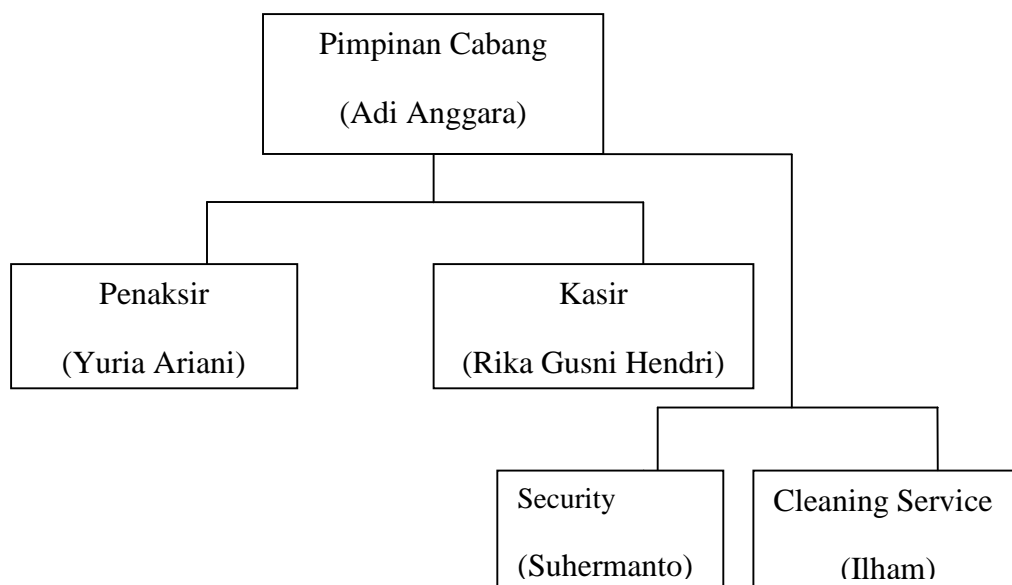 Pimpinan Cabang
(Adi Anggara)
Penaksir
(Yuria Ariani)
Kasir
(Rika Gusni Hendri)
Security
(Suhermanto)
Cleaning Service
(Ilham)